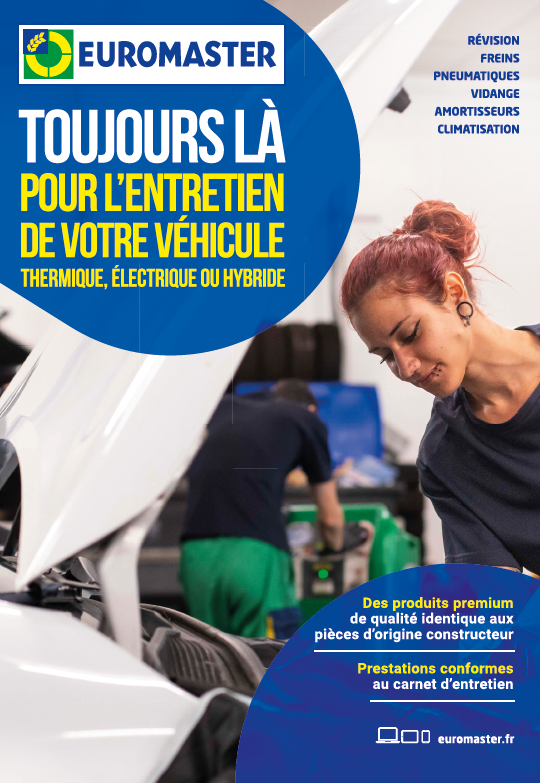 EUROMASTER
TOUJOURS LÀ
POUR L'ENTRETIEN
DE VOTRE VÉHICULE
THERMIQUE, ÉLECTRIQUE OU HYBRIDE
RÉVISION
FREINS
PNEUMATIQUES
VIDANGE
AMORTISSEURS
CLIMATISATION
Des produits premium
de qualité identique aux
pièces d'origine constructeur
Prestations conformes
au carnet d'entretien
euromaster.fr